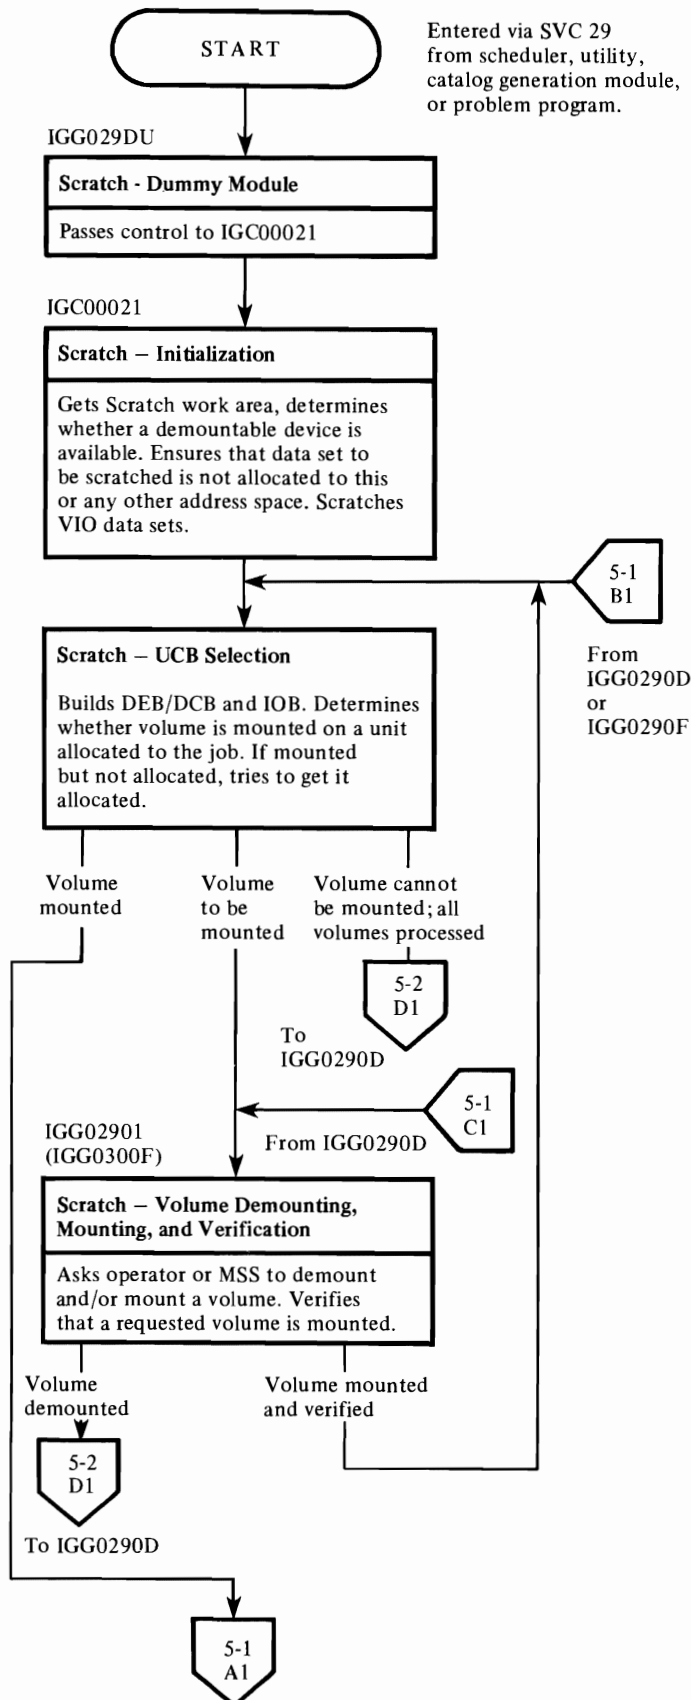 START
Entered via SVC 29
from scheduler, utility,
catalog generation module,
or problem program.
IGG029DU
Scratch - Dummy Module
Passes control to IGC00021
IGC00021
Scratch – Initialization
Gets Scratch work area, determines
whether a demountable device is
available. Ensures that data set to
be scratched is not allocated to this
or any other address space. Scratches
VIO data sets.
5-1
B1
From
IGG0290D
or
IGG0290F
Scratch – UCB Selection
Builds DEB/DCB and IOB. Determines
whether volume is mounted on a unit
allocated to the job. If mounted
but not allocated, tries to get it
allocated.
Volume
mounted
Volume
to be
mounted
Volume cannot
be mounted; all
volumes processed
5-2
D1
To
IGG0290D
5-1
C1
From IGG0290D
IGG02901
(IGG0300F)
Scratch – Volume Demounting,
Mounting, and Verification
Asks operator or MSS to demount
and/or mount a volume. Verifies
that a requested volume is mounted.
Volume
demounted
Volume mounted
and verified
5-2
D1
To IGG0290D
5-1
A1